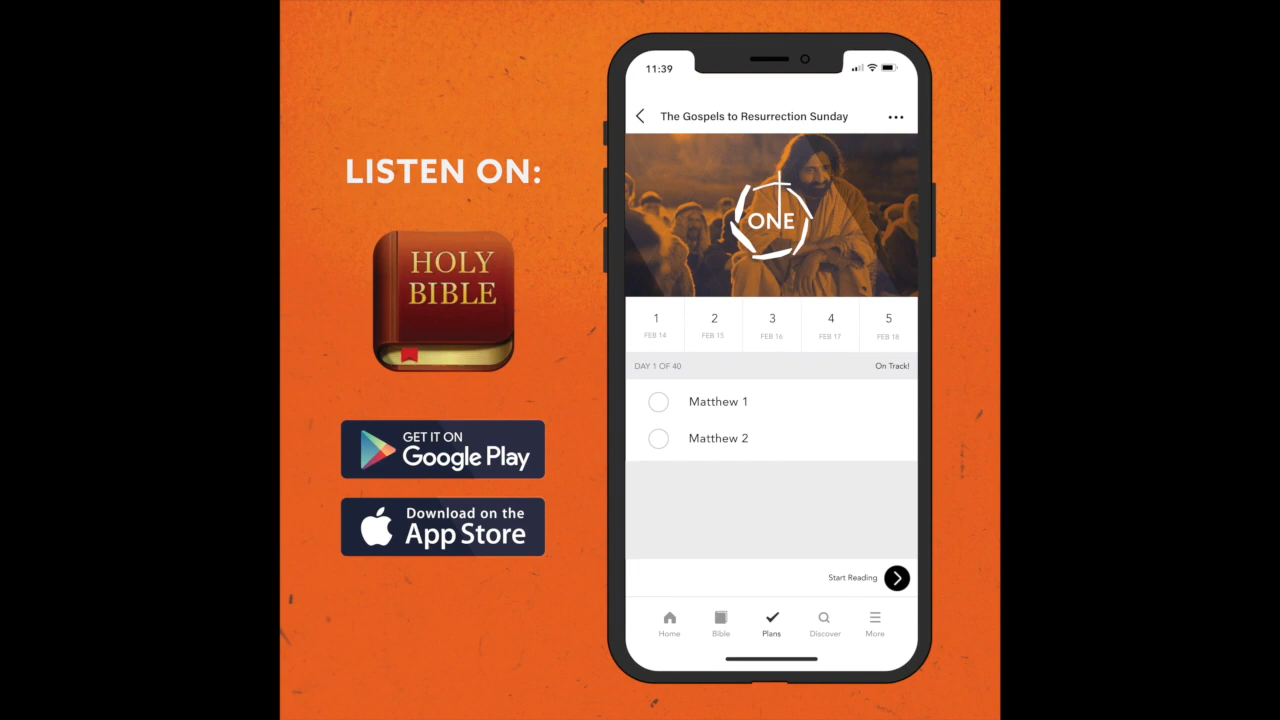 LISTEN ON:
HOLY
BIBLE
GET IT ON
Google Play
Download on the
App Store
11:39
The Gospels to Resurrection Sunday
ONE
1 2 3 4 5
FEB 14 FEB 15 FEB 16 FEB 17 FEB 18
DAY 1 OF 40 On Track!
Matthew 1
Matthew 2
Start Reading
Home Bible Plans Discover More